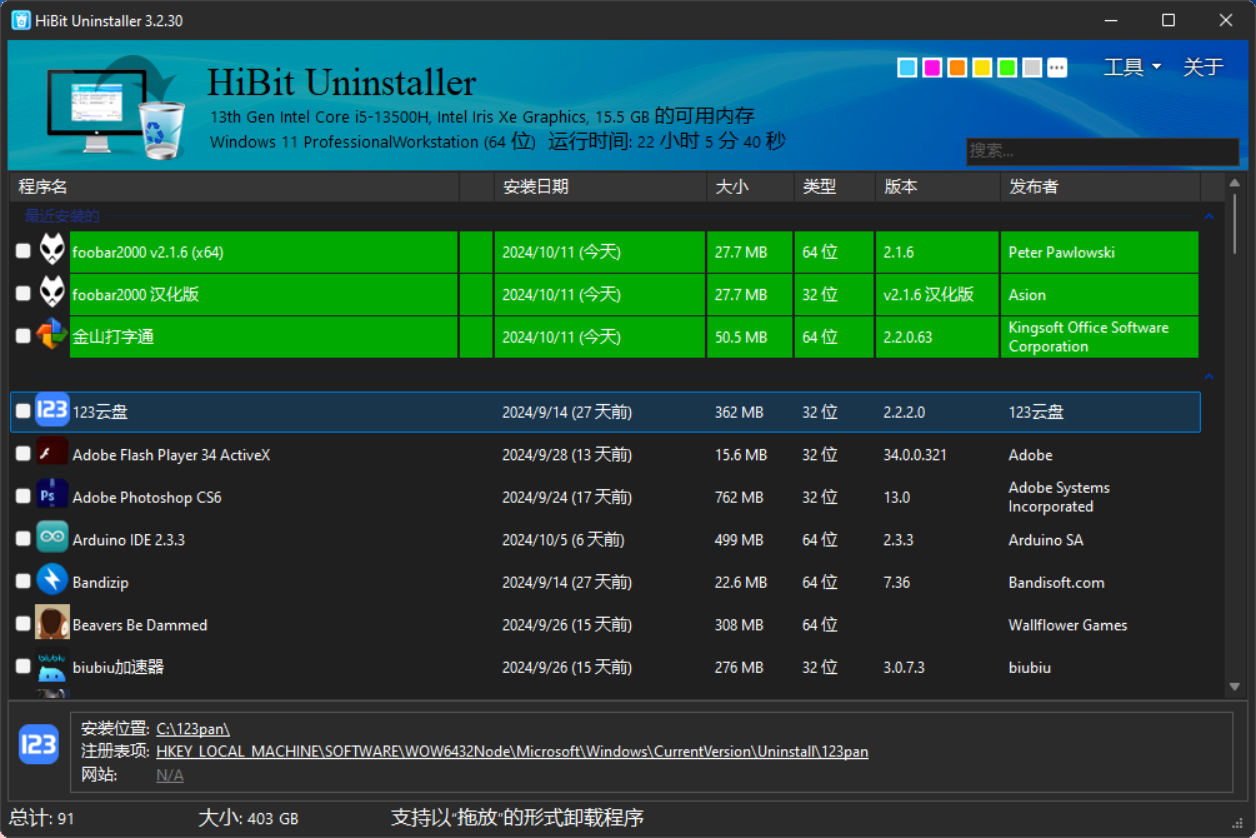 HiBit Uninstaller 3.2.30
工具 关于
HiBit Uninstaller
13th Gen Intel Core i5-13500H, Intel Iris Xe Graphics, 15.5 GB 的可用内存
Windows 11 ProfessionalWorkstation (64 位) 运行时间: 22 小时 5 分 40 秒
搜索...
程序名 安装日期 大小 类型 版本 发布者
最近安装的
foobar2000 v2.1.6 (x64) 2024/10/11 (今天) 27.7 MB 64 位 2.1.6 Peter Pawlowski
foobar2000 汉化版 2024/10/11 (今天) 27.7 MB 32 位 v2.1.6 汉化版 Asion
金山打字通 2024/10/11 (今天) 50.5 MB 64 位 2.2.0.63 Kingsoft Office Software
Corporation
123 123云盘 2024/9/14 (27 天前) 362 MB 32 位 2.2.2.0 123云盘
Adobe Flash Player 34 ActiveX 2024/9/28 (13 天前) 15.6 MB 32 位 34.0.0.321 Adobe
Ps Adobe Photoshop CS6 2024/9/24 (17 天前) 762 MB 32 位 13.0 Adobe Systems
Incorporated
Arduino IDE 2.3.3 2024/10/5 (6 天前) 499 MB 64 位 2.3.3 Arduino SA
Bandizip 2024/9/14 (27 天前) 22.6 MB 64 位 7.36 Bandisoft.com
Beavers Be Dammed 2024/9/26 (15 天前) 308 MB 64 位 Wallflower Games
biubiu biubiu加速器 2024/9/26 (15 天前) 276 MB 32 位 3.0.7.3 biubiu
123
安装位置: C:\123pan\
注册表项: HKEY_LOCAL_MACHINE\SOFTWARE\WOW6432Node\Microsoft\Windows\CurrentVersion\Uninstall\123pan
网站: N/A
总计: 91 大小: 403 GB 支持以“拖放”的形式卸载程序